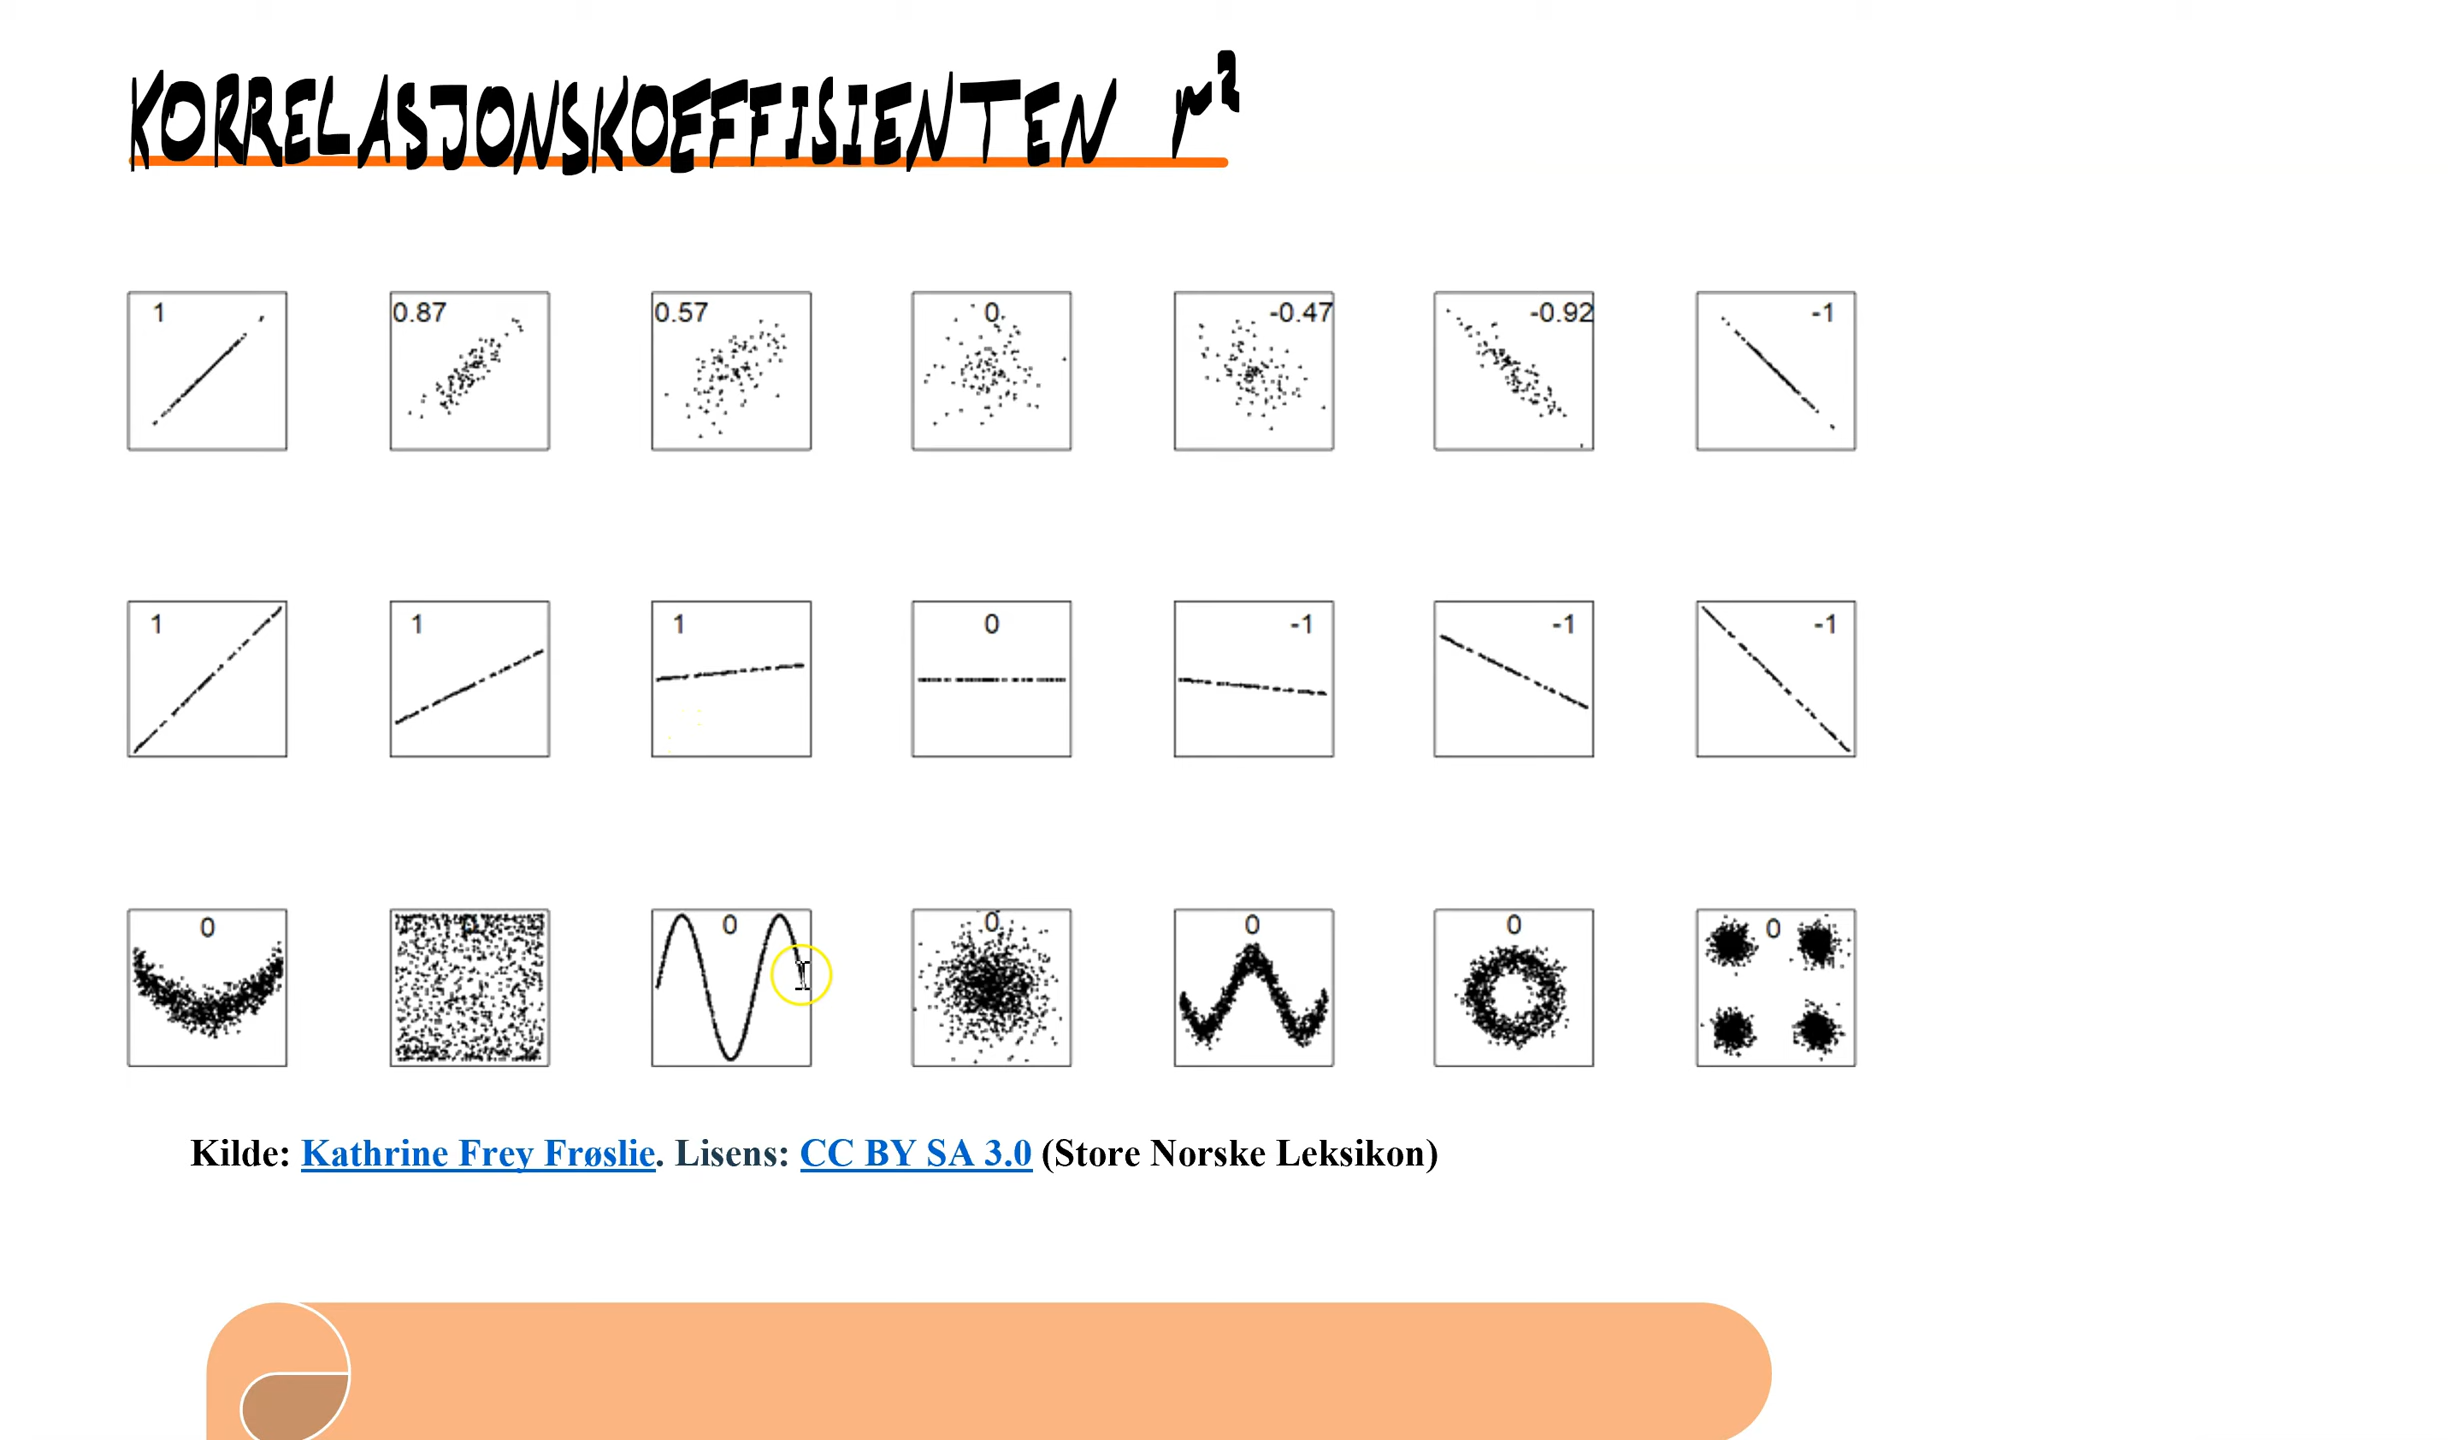 KORRELASJONSKOEFFISIENTEN r²
1 0.87 0.57 0 -0.47 -0.92 -1
1 1 1 0 -1 -1 -1
0 0 0 0 0 0
Kilde: Kathrine Frey Frøslie. Lisens: CC BY SA 3.0 (Store Norske Leksikon)